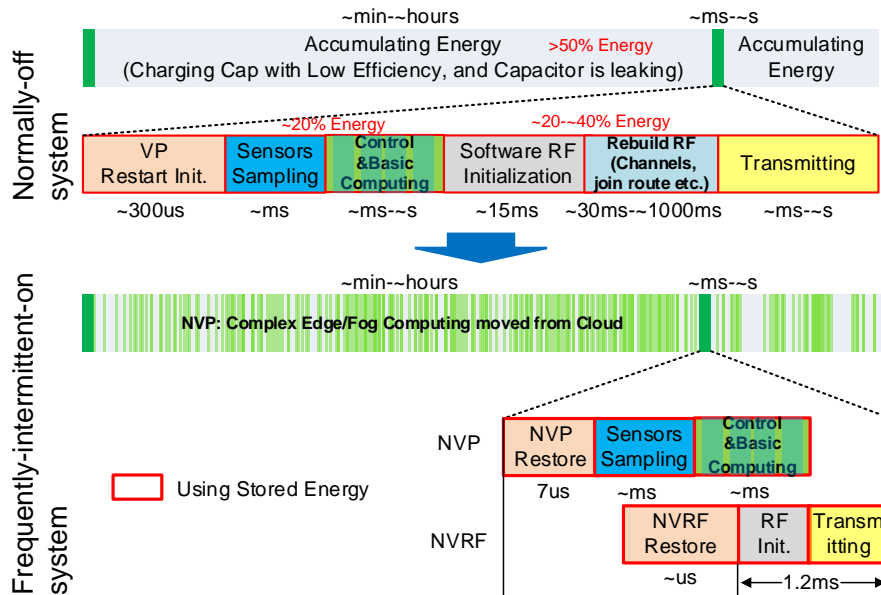 ~min-~hours
~ms-~s
Normally-off
system
Accumulating Energy
>50% Energy
(Charging Cap with Low Efficiency, and Capacitor is leaking)
Accumulating
Energy
~20% Energy
~20-~40% Energy
VP
Restart Init.
Sensors
Sampling
Control
&Basic
Computing
Software RF
Initialization
Rebuild RF
(Channels,
join route etc.)
Transmitting
~300us
~ms
~ms-~s
~15ms
~30ms-~1000ms
~ms-~s
Frequently-intermittent-on
system
~min-~hours
~ms-~s
NVP: Complex Edge/Fog Computing moved from Cloud
NVP
NVP
Restore
Sensors
Sampling
Control
&Basic
Computing
Using Stored Energy
7us
~ms
~ms
NVRF
NVRF
Restore
RF
Init.
Transm
itting
~us
1.2ms